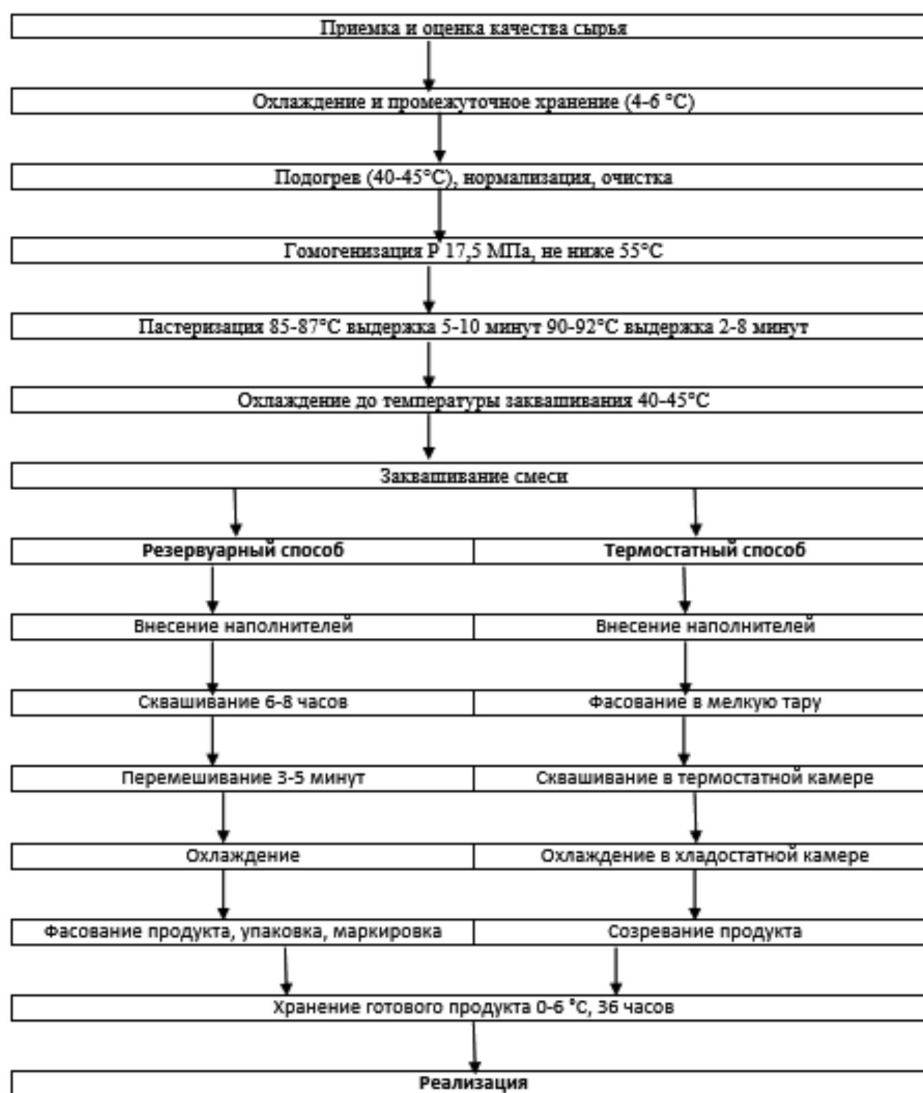 Приемка и оценка качества сырья
Охлаждение и промежуточное хранение (4-6 °С)
Подогрев (40-45°С), нормализация, очистка
Гомогенизация Р 17,5 МПа, не ниже 55°С
Пастеризация 85-87°С выдержка 5-10 минут 90-92°С выдержка 2-8 минут
Охлаждение до температуры заквашивания 40-45°С
Заквашивание смеси
Резервуарный способ
Термостатный способ
Внесение наполнителей
Внесение наполнителей
Сквашивание 6-8 часов
Фасование в мелкую тару
Перемешивание 3-5 минут
Сквашивание в термостатной камере
Охлаждение
Охлаждение в хладостатной камере
Фасование продукта, упаковка, маркировка
Созревание продукта
Хранение готового продукта 0-6 °С, 36 часов
Реализация